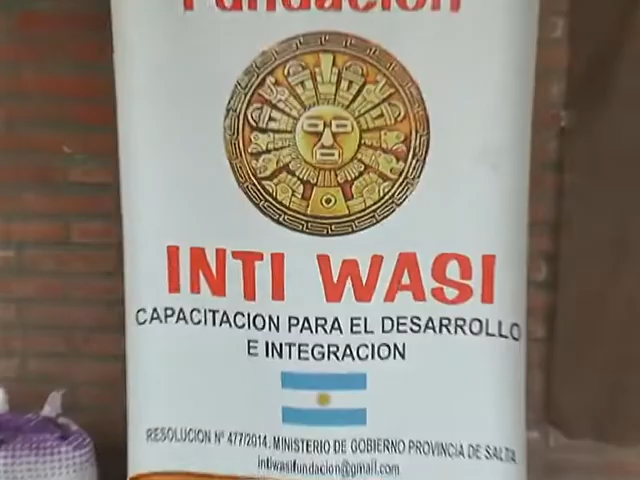 Fundación
INTI WASI
CAPACITACION PARA EL DESARROLLO
E INTEGRACION
RESOLUCION Nº 477/2014. MINISTERIO DE GOBIERNO PROVINCIA DE SALTA
intiwasifundacion@gmail.com